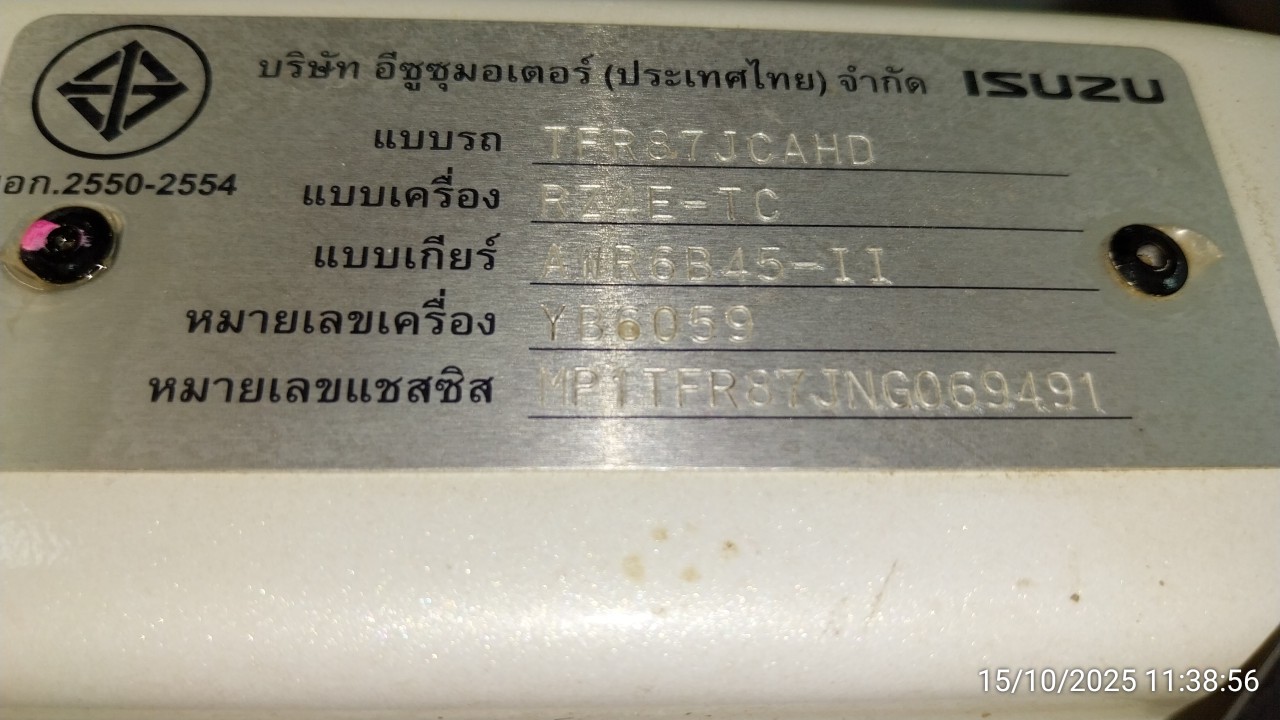 บริษัท อีซูซุมอเตอร์ (ประเทศไทย) จำกัด ISUZU
แบบรถ TFR87JCAHD
มอก.2550-2554
แบบเครื่อง RZ4E-TC
แบบเกียร์ AWR6B45-II
หมายเลขเครื่อง YB6059
หมายเลขแชสซิส MP1TFR87JNG069491
15/10/2025 11:38:56